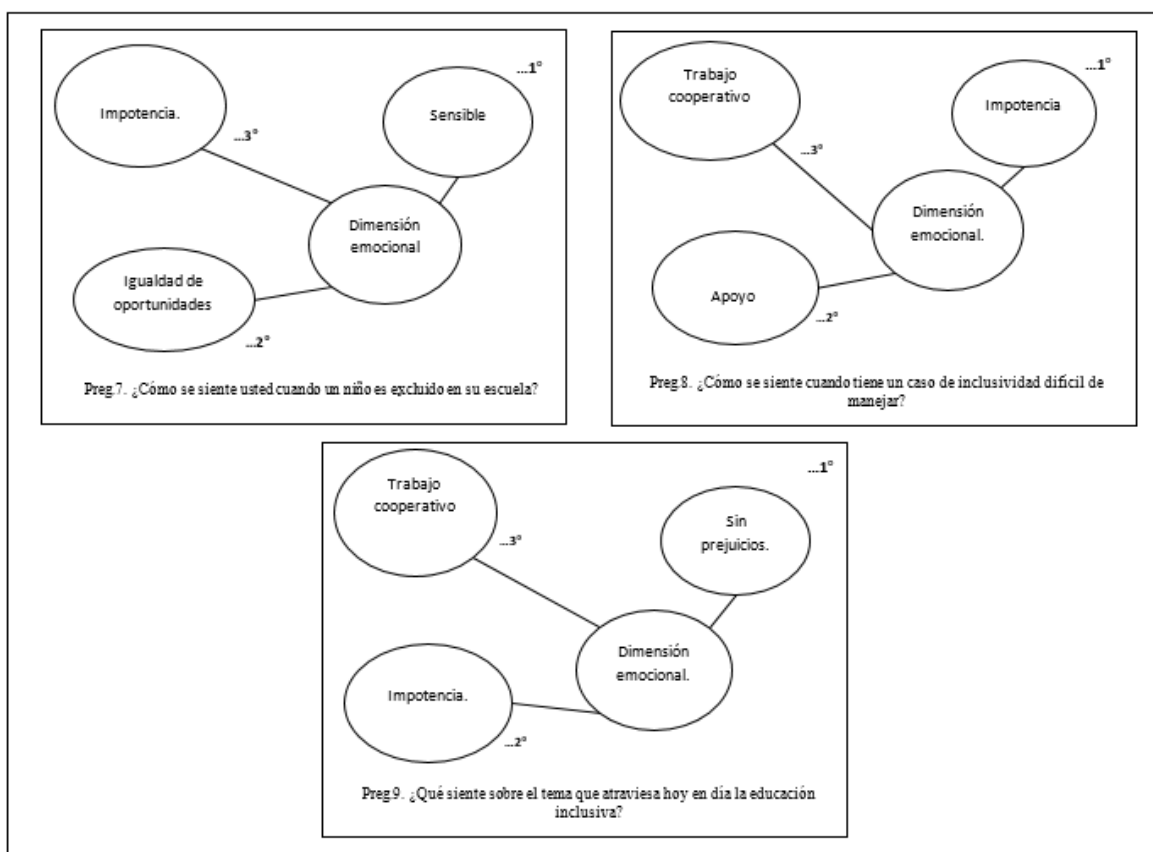 ...1°
Impotencia.
Sensible
...3°
Dimensión
emocional
Igualdad de
oportunidades
...2°
Preg.7. ¿Cómo se siente usted cuando un niño es excluido en su escuela?
...1°
Trabajo
cooperativo
Impotencia
...3°
Dimensión
emocional.
Apoyo
...2°
Preg.8. ¿Cómo se siente cuando tiene un caso de inclusividad difícil de
manejar?
...1°
Trabajo
cooperativo
Sin
prejuicios.
...3°
Dimensión
emocional.
Impotencia.
...2°
Preg.9. ¿Qué siente sobre el tema que atraviesa hoy en día la educación
inclusiva?